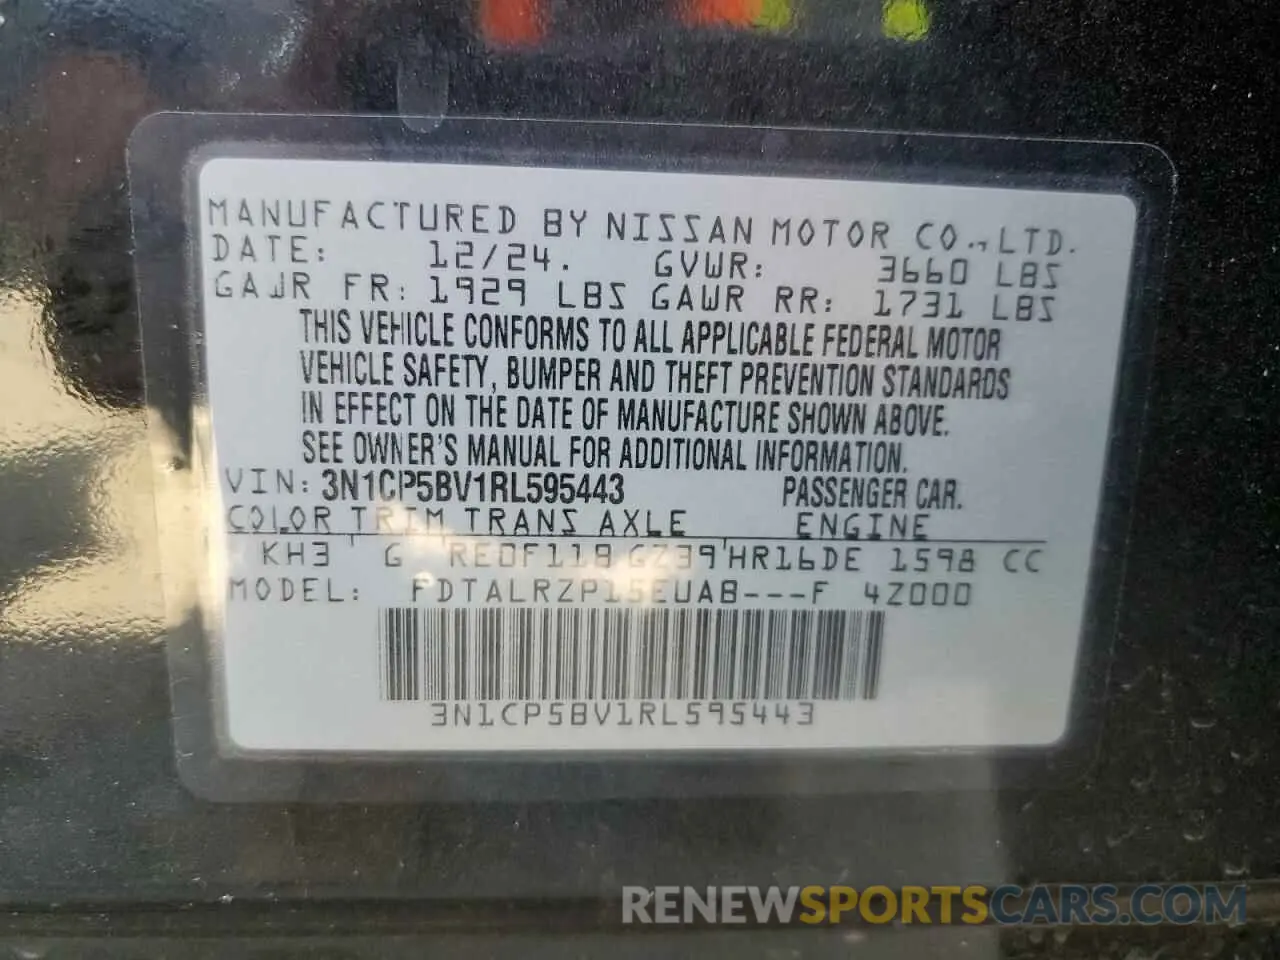 MANUFACTURED BY NISSAN MOTOR CO.,LTD.
DATE: 12/24. GVWR: 3660 LBS
GAWR FR: 1929 LBS GAWR RR: 1731 LBS
THIS VEHICLE CONFORMS TO ALL APPLICABLE FEDERAL MOTOR
VEHICLE SAFETY, BUMPER AND THEFT PREVENTION STANDARDS
IN EFFECT ON THE DATE OF MANUFACTURE SHOWN ABOVE.
SEE OWNER'S MANUAL FOR ADDITIONAL INFORMATION.
VIN: 3N1CP5BV1RL595443 PASSENGER CAR.
COLOR TRIM TRANS AXLE ENGINE
KH3 G RE0F11B GZ39 HR16DE 1598 CC
MODEL: FDTALRZP15EUAB---F 4Z000
3N1CP5BV1RL595443
RENEWSPORTSCARS.COM